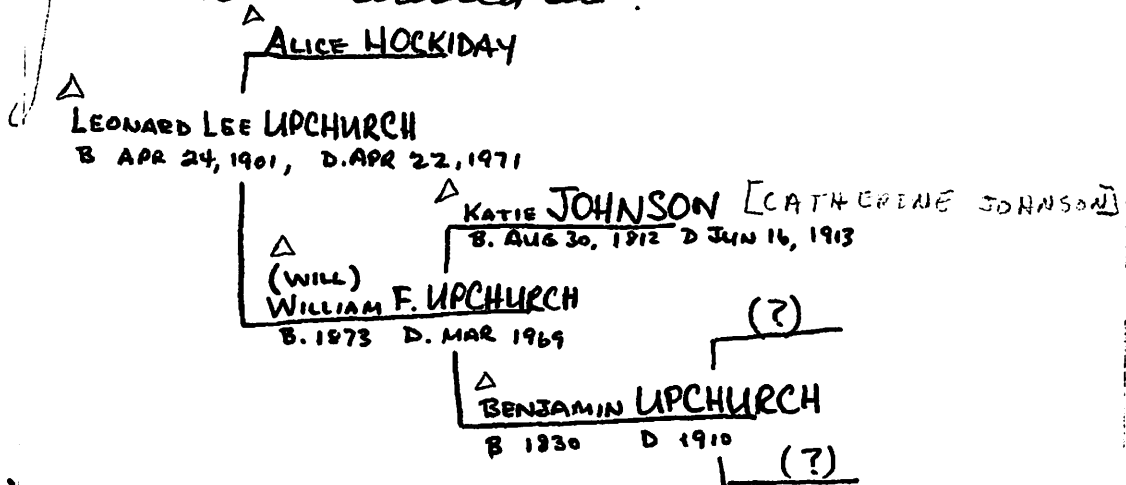 ALICE HOCKIDAY
LEONARD LEE UPCHURCH
B APR 24, 1901, D. APR 22, 1971
KATIE JOHNSON [CATHERINE JOHNSON]
B. AUG 30, 1812 D JUN 16, 1913
(WILL)
WILLIAM F. UPCHURCH
B. 1873 D. MAR 1969
(?)
BENJAMIN UPCHURCH
B 1830 D 1910
(?)